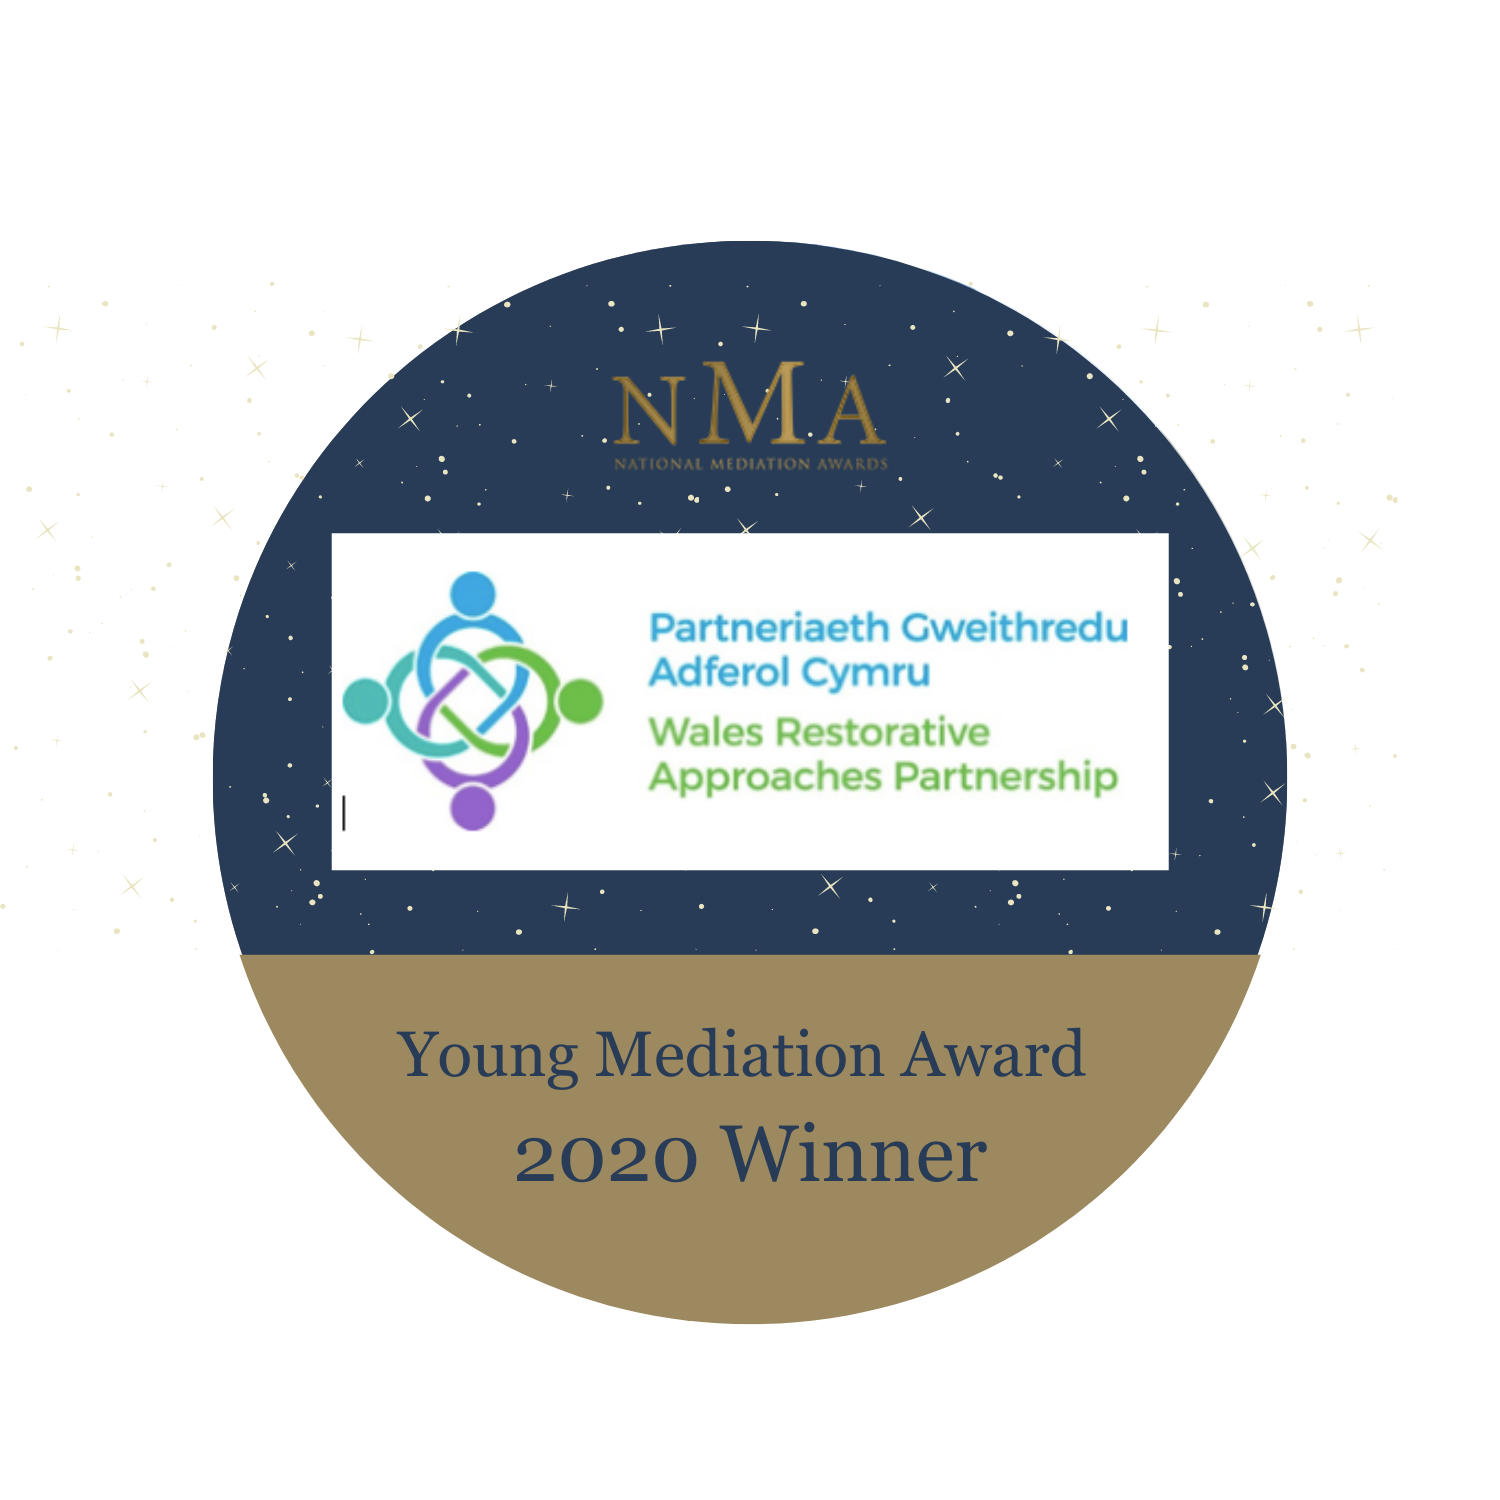 NMA
NATIONAL MEDIATION AWARDS
Partneriaeth Gweithredu
Adferol Cymru
Wales Restorative
Approaches Partnership
Young Mediation Award
2020 Winner